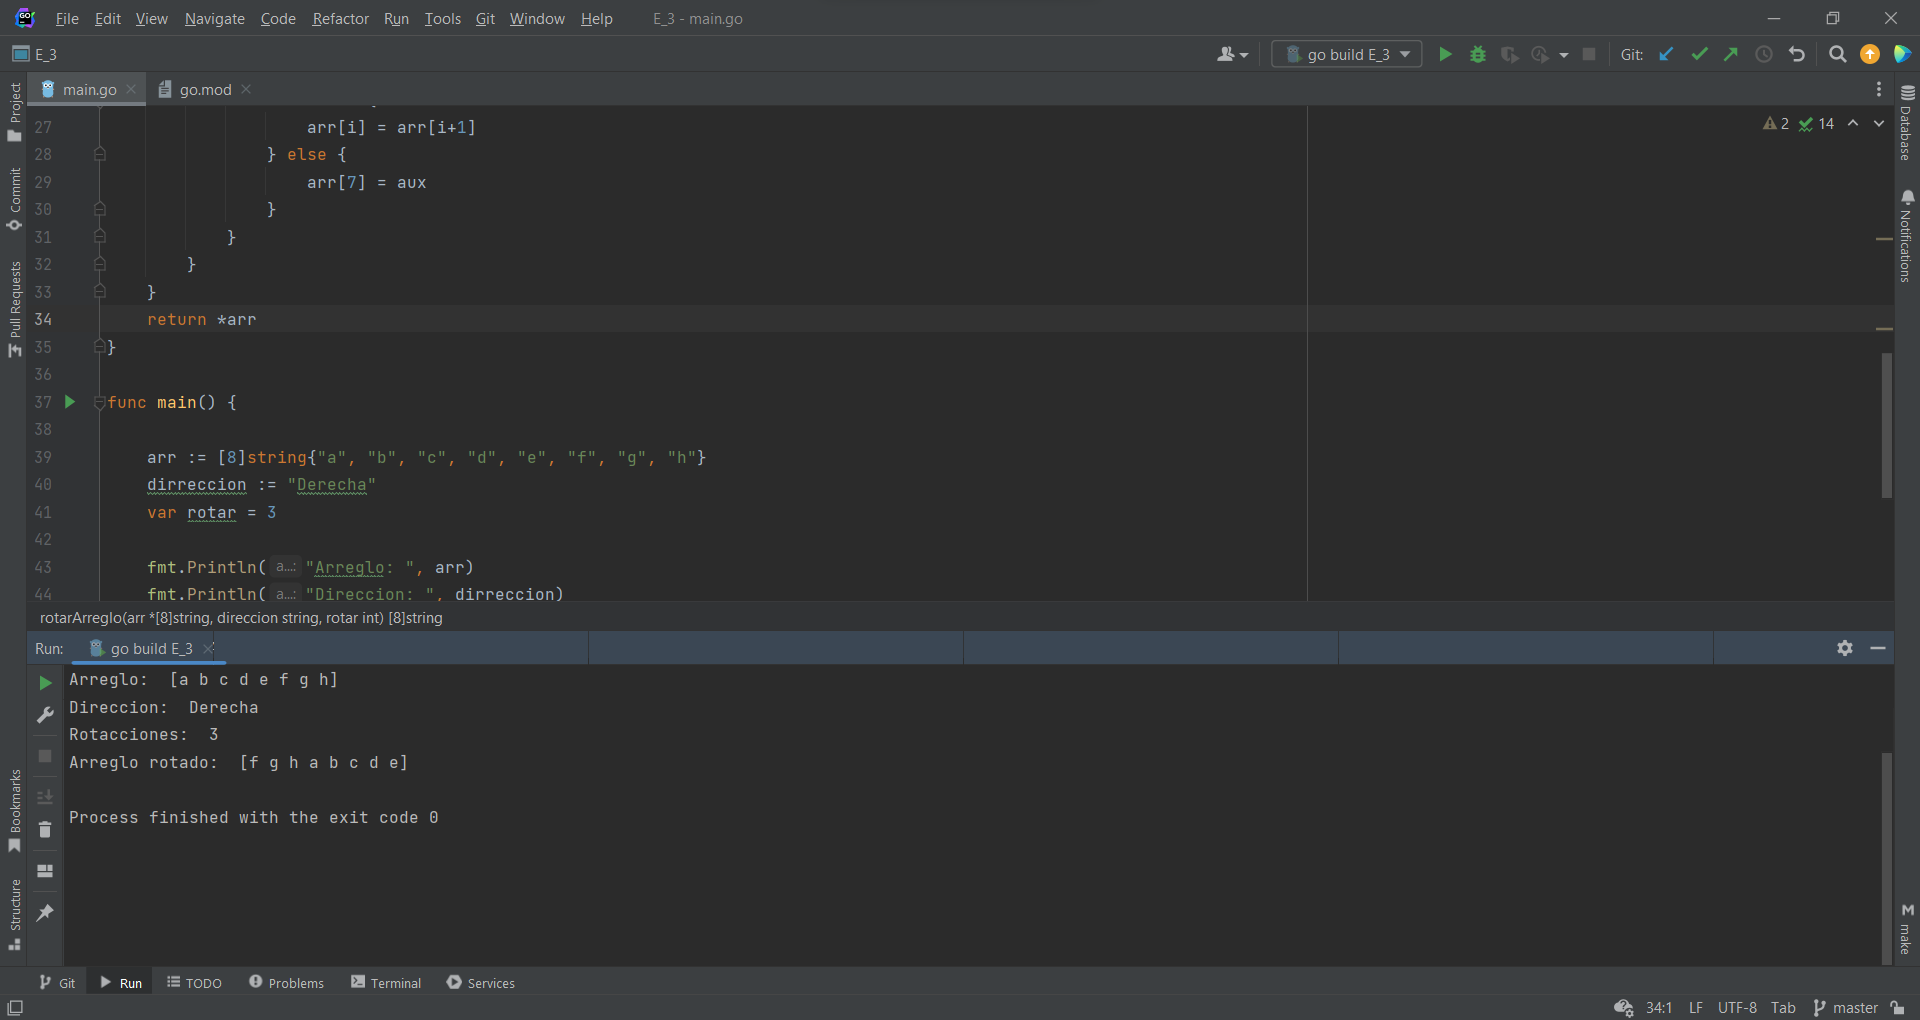 File Edit View Navigate Code Refactor Run Tools Git Window Help E_3 - main.go
E_3 go build E_3 Git:
main.go go.mod
27 arr[i] = arr[i+1] 2 14
28 } else {
29 arr[7] = aux
30 }
31 }
32 }
33 }
34 return *arr
35 }
36
37 func main() {
38
39 arr := [8]string{"a", "b", "c", "d", "e", "f", "g", "h"}
40 dirreccion := "Derecha"
41 var rotar = 3
42
43 fmt.Println( a...: "Arreglo: ", arr)
44 fmt.Println( a...: "Direccion: ", dirreccion)
rotarArreglo(arr *[8]string, direccion string, rotar int) [8]string
Run: go build E_3
Arreglo:  [a b c d e f g h]
Direccion:  Derecha
Rotacciones:  3
Arreglo rotado:  [f g h a b c d e]
Process finished with the exit code 0
Project
Commit
Pull Requests
Bookmarks
Structure
Database
Notifications
make
Git Run TODO Problems Terminal Services
34:1 LF UTF-8 Tab master